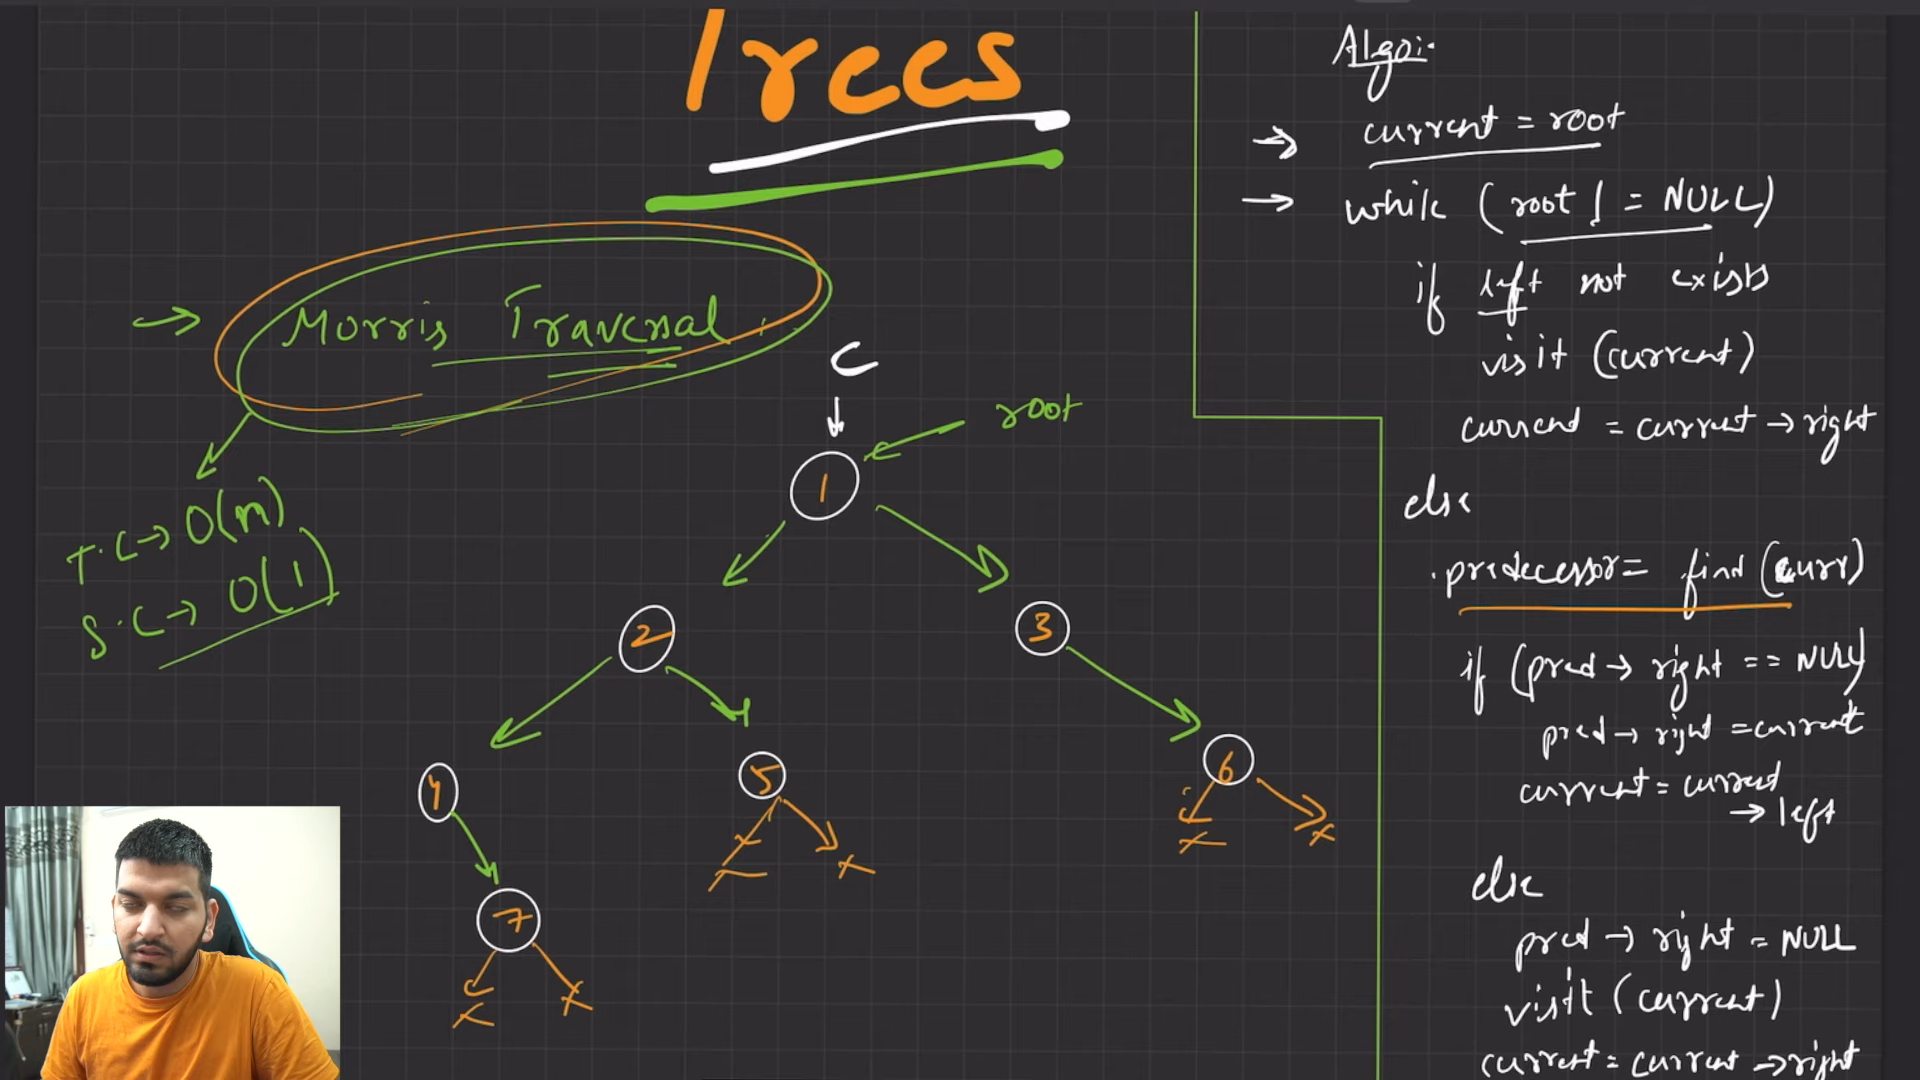 Trees
Morris Traversal
T.C → O(n)
S.C → O(1)
C
root
1
2
3
4
5
6
7
Algo:
current = root
while (root != NULL)
if left not exists
visit (current)
current = current → right
else
predecessor = find (curr)
if (pred → right == NULL)
pred → right = current
current = current
→ left
else
pred → right = NULL
visit (current)
current = current → right